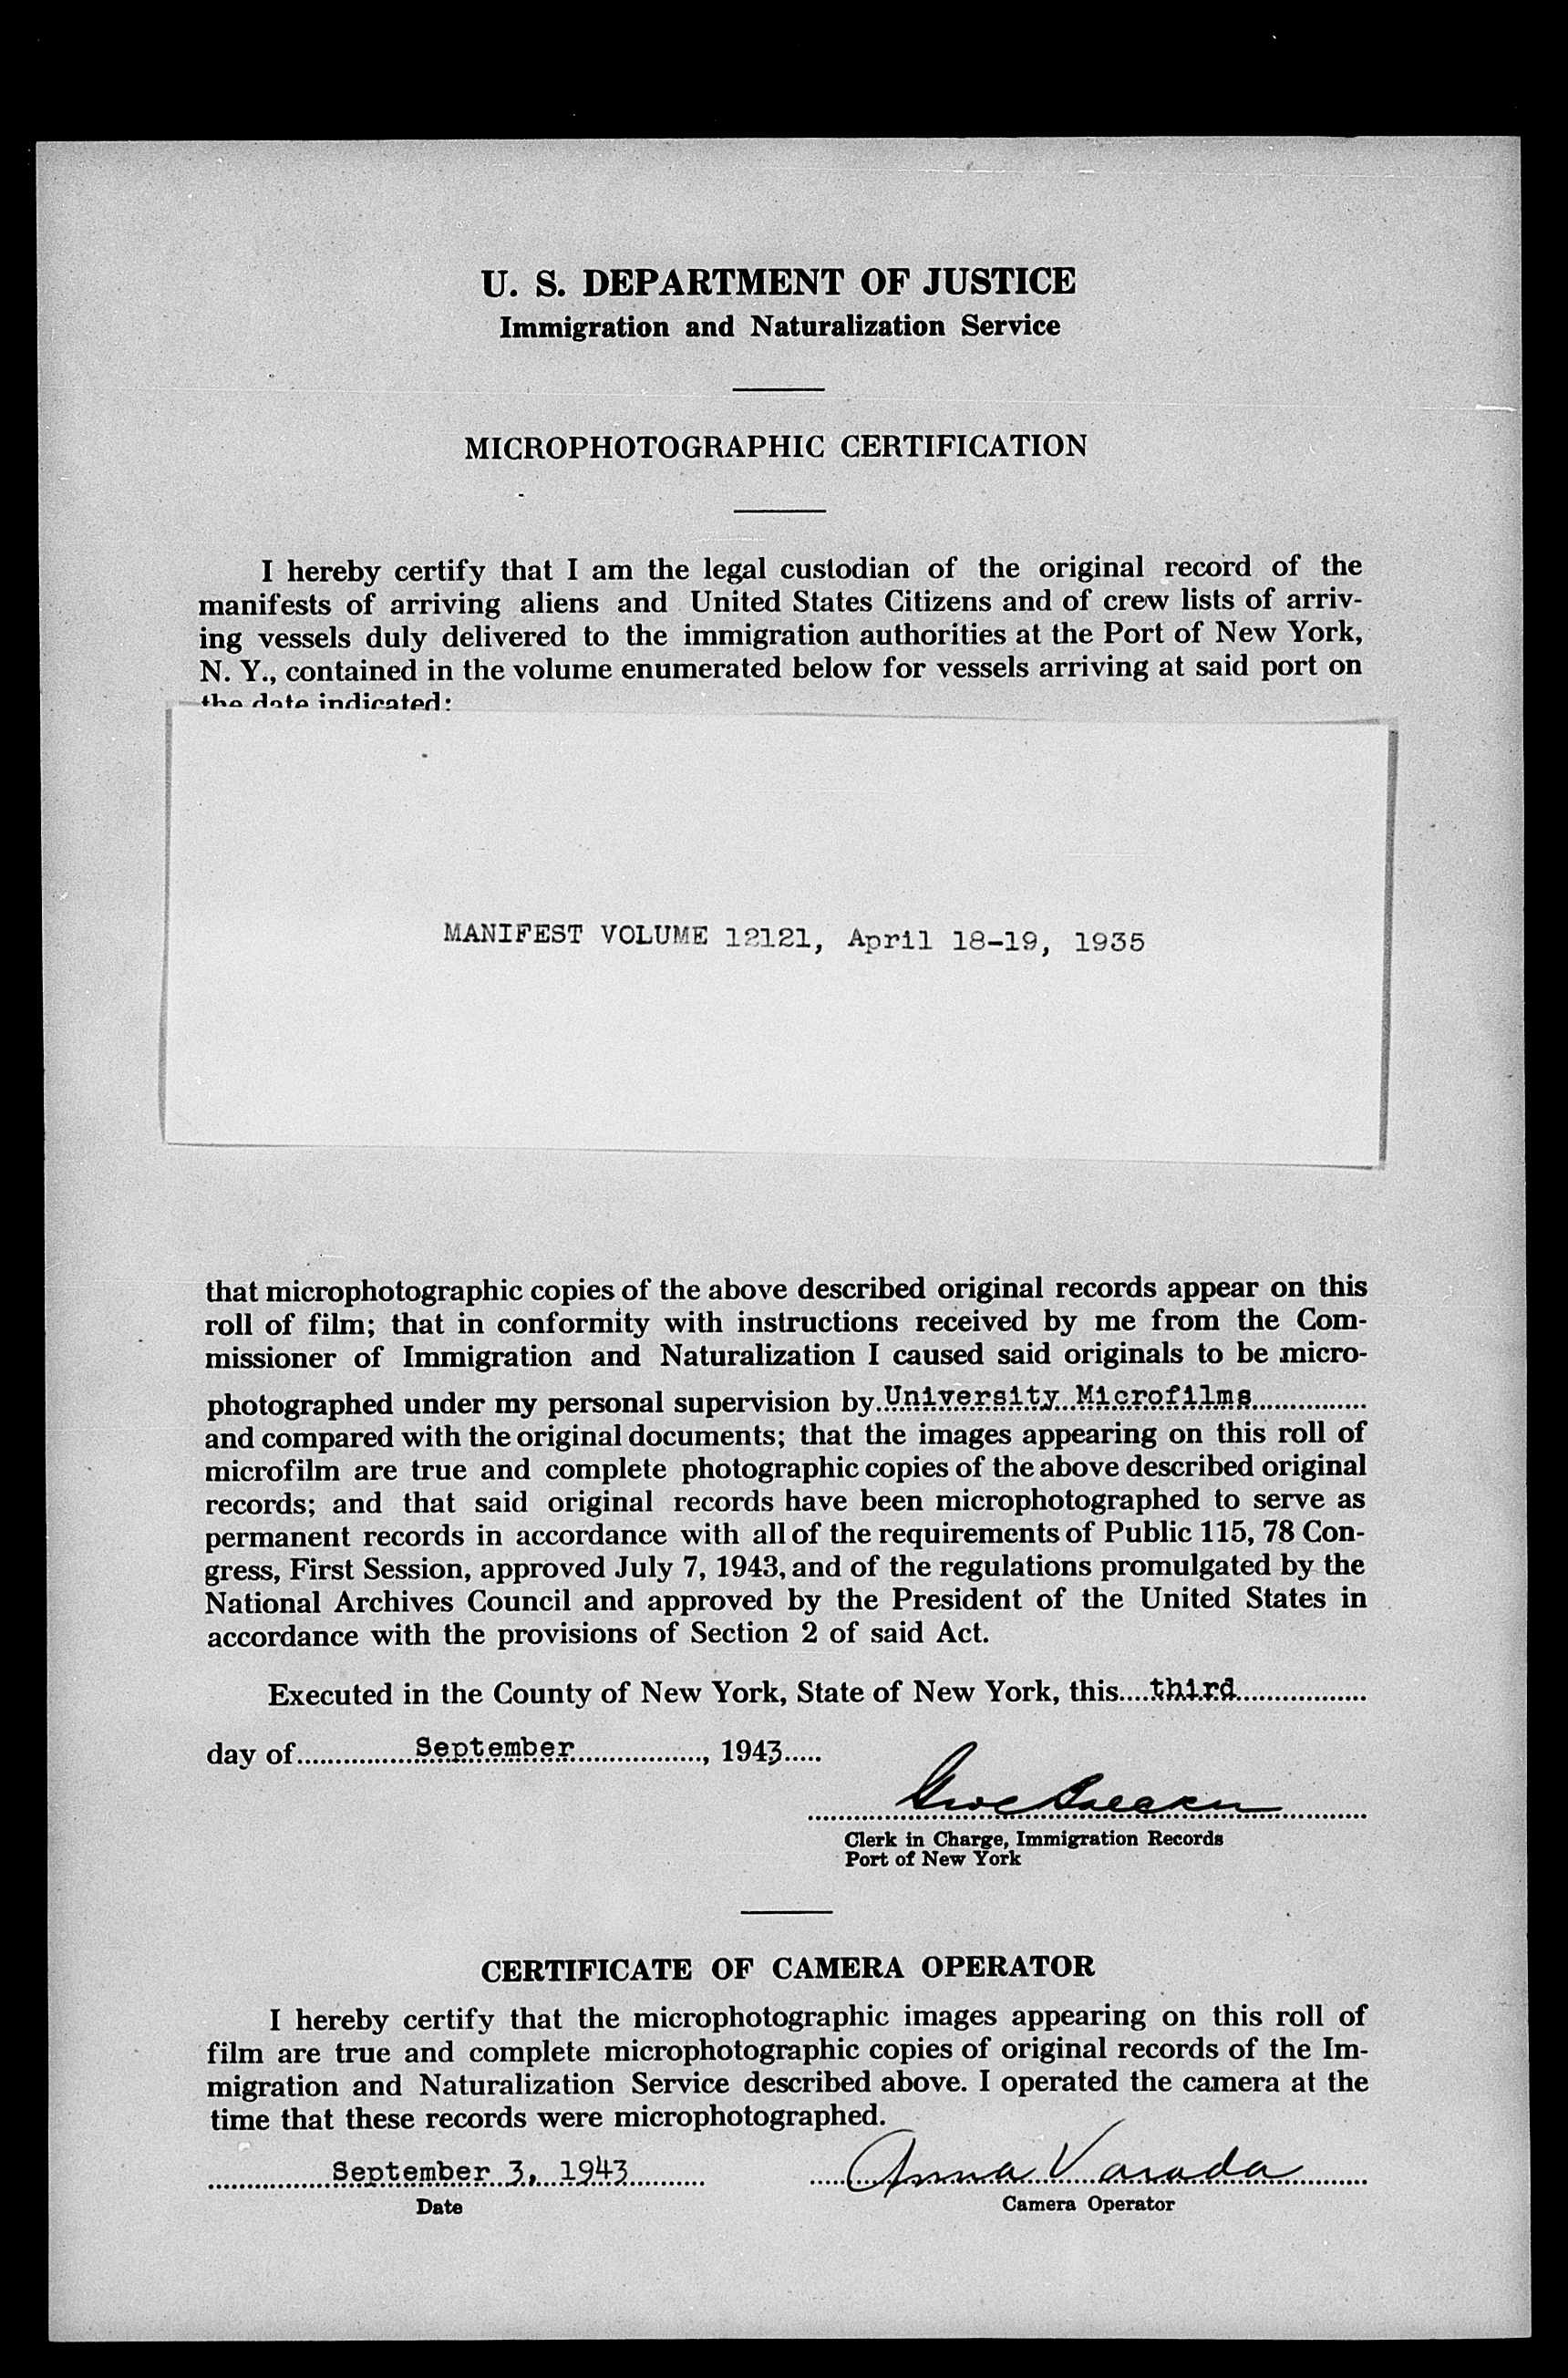 U. S. DEPARTMENT OF JUSTICE
Immigration and Naturalization Service
MICROPHOTOGRAPHIC CERTIFICATION
I hereby certify that I am the legal custodian of the original record of the
manifests of arriving aliens and United States Citizens and of crew lists of arriv-
ing vessels duly delivered to the immigration authorities at the Port of New York,
N. Y., contained in the volume enumerated below for vessels arriving at said port on
the date indicated:
MANIFEST VOLUME 12121, April 18-19, 1935
that microphotographic copies of the above described original records appear on this
roll of film; that in conformity with instructions received by me from the Com-
missioner of Immigration and Naturalization I caused said originals to be micro-
photographed under my personal supervision by University Microfilms
and compared with the original documents; that the images appearing on this roll of
microfilm are true and complete photographic copies of the above described original
records; and that said original records have been microphotographed to serve as
permanent records in accordance with all of the requirements of Public 115, 78 Con-
gress, First Session, approved July 7, 1943, and of the regulations promulgated by the
National Archives Council and approved by the President of the United States in
accordance with the provisions of Section 2 of said Act.
Executed in the County of New York, State of New York, this third
day of September, 1943
Clerk in Charge, Immigration Records
Port of New York
CERTIFICATE OF CAMERA OPERATOR
I hereby certify that the microphotographic images appearing on this roll of
film are true and complete microphotographic copies of original records of the Im-
migration and Naturalization Service described above. I operated the camera at the
time that these records were microphotographed.
September 3, 1943 Anna Varada
Date Camera Operator